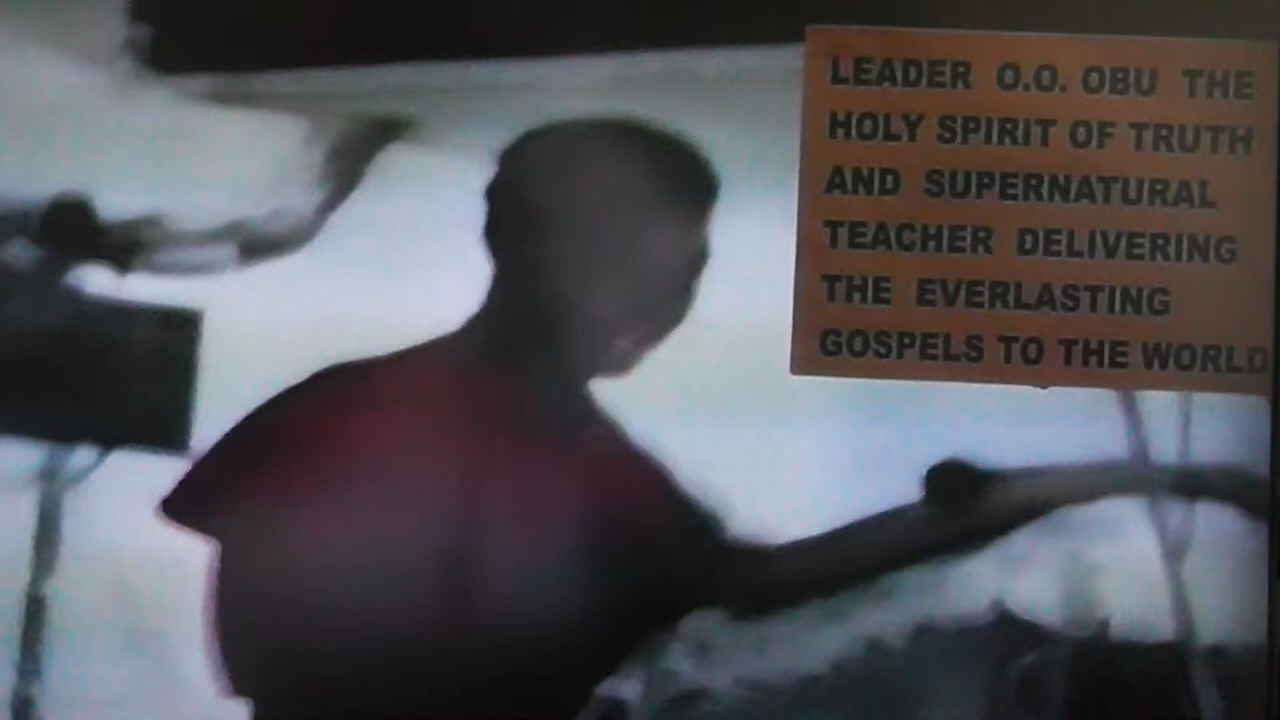 LEADER O.O. OBU THE
HOLY SPIRIT OF TRUTH
AND SUPERNATURAL
TEACHER DELIVERING
THE EVERLASTING
GOSPELS TO THE WORLD